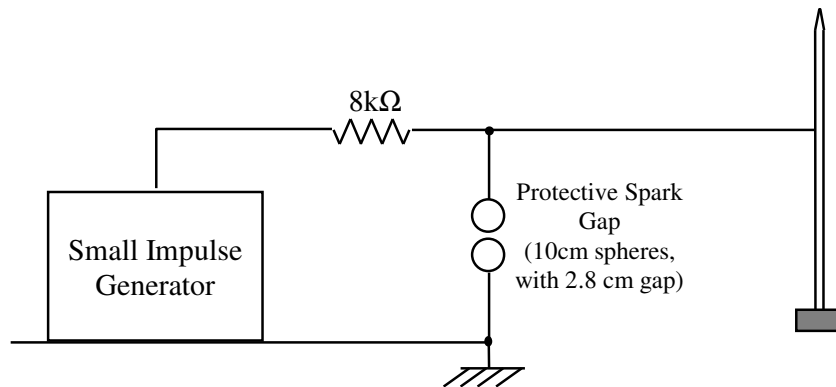 8kΩ
Small Impulse
Generator
Protective Spark
Gap
(10cm spheres,
with 2.8 cm gap)